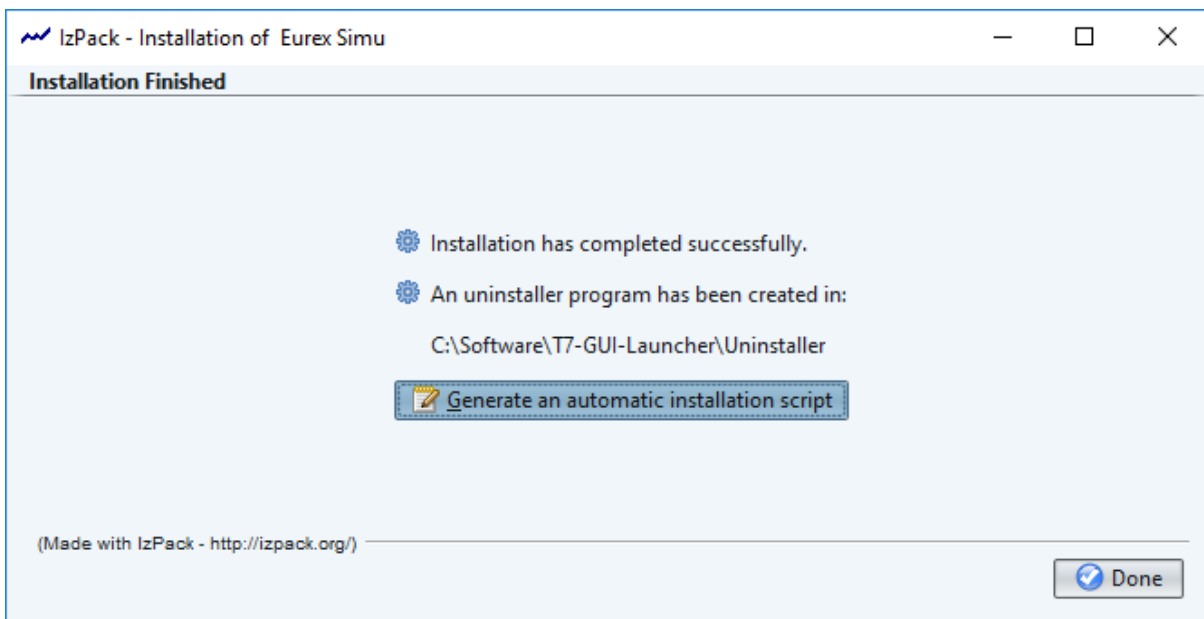 IzPack - Installation of Eurex Simu
Installation Finished
Installation has completed successfully.
An uninstaller program has been created in:
C:\Software\T7-GUI-Launcher\Uninstaller
Generate an automatic installation script
(Made with IzPack - http://izpack.org/)
Done